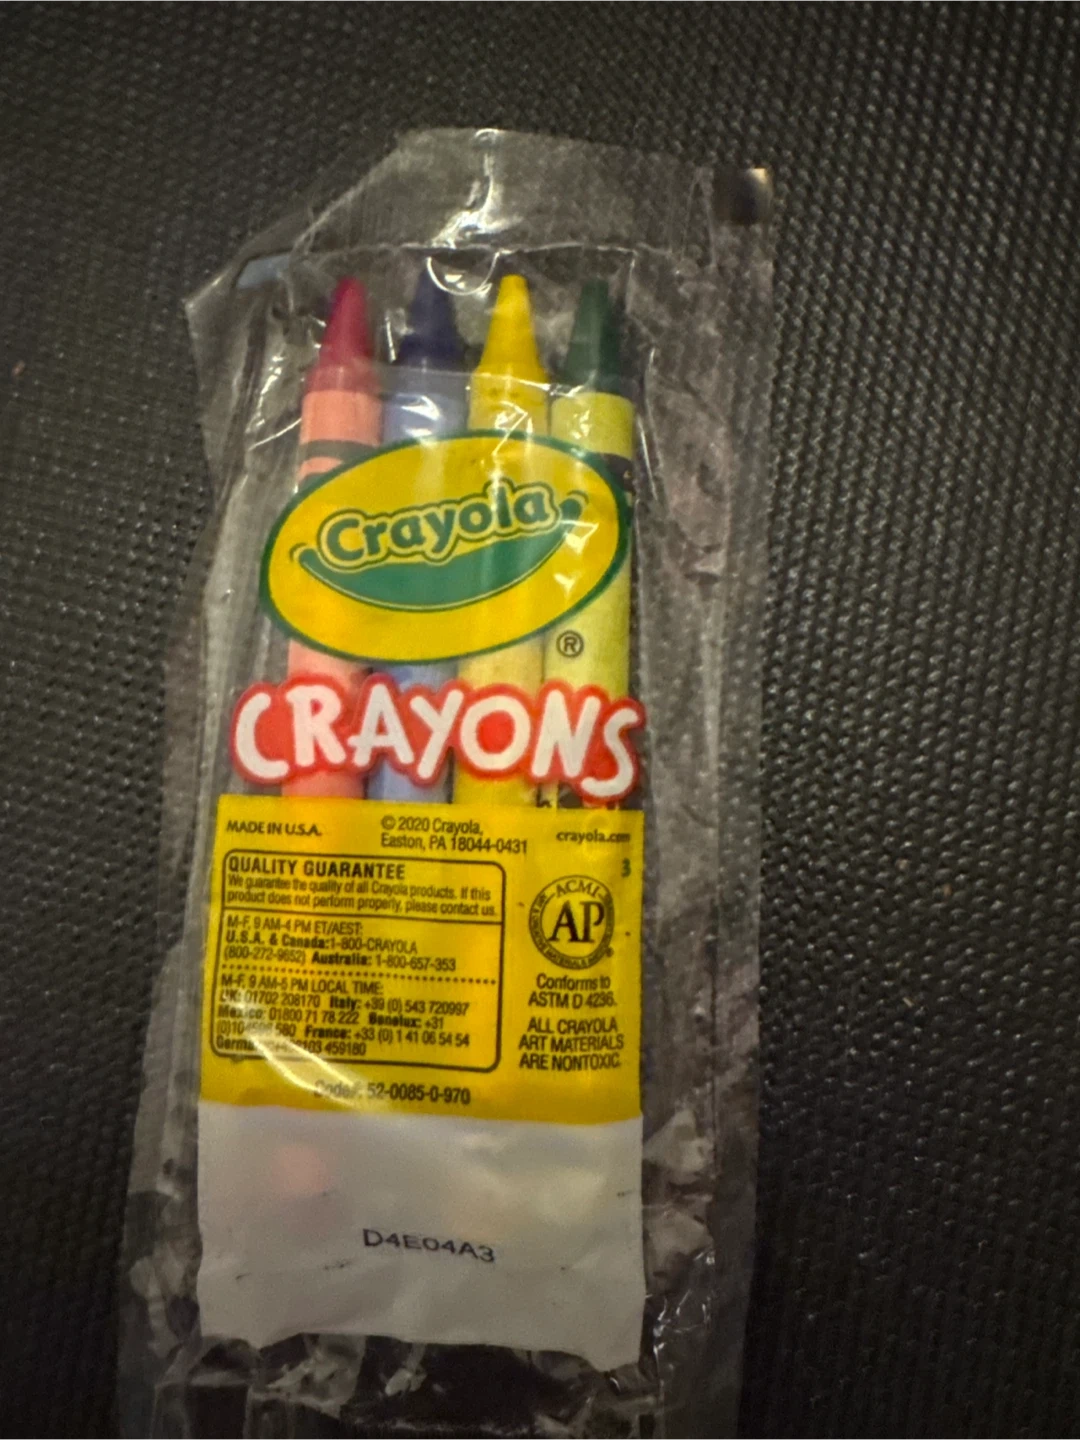 Crayola
®
CRAYONS
MADE IN U.S.A.
© 2020 Crayola,
Easton, PA 18044-0431
crayola.com
3
QUALITY GUARANTEE
We guarantee the quality of all Crayola products. If this
product does not perform properly, please contact us.
M-F, 9 AM-4 PM ET/AEST:
U.S.A. & Canada:1-800-CRAYOLA
(800-272-9652) Australia: 1-800-657-353
M-F, 9 AM-5 PM LOCAL TIME:
UK: 01702 208170 Italy: +39 (0) 543 720997
Mexico: 01800 71 78 222 Benelux: +31
580 France: +33 (0) 1 41 06 54 54
103 459180
ACMI
AP
Conforms to
ASTM D 4236.
ALL CRAYOLA
ART MATERIALS
ARE NONTOXIC.
Code#: 52-0085-0-970
D4E04A3